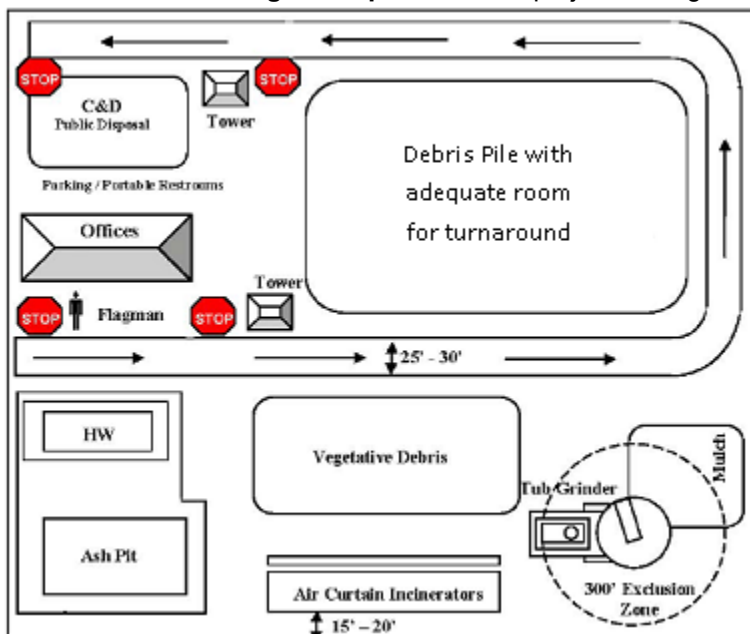 STOP
STOP
C&D
Public Disposal
Tower
Debris Pile with
adequate room
for turnaround
Parking / Portable Restrooms
Offices
Tower
STOP
Flagman
STOP
25' - 30'
HW
Vegetative Debris
Mulch
Tub Grinder
Ash Pit
Air Curtain Incinerators
300' Exclusion
Zone
15' – 20'